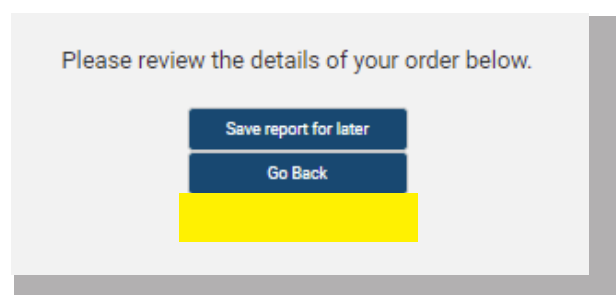 Please review the details of your order below.
Save report for later
Go Back